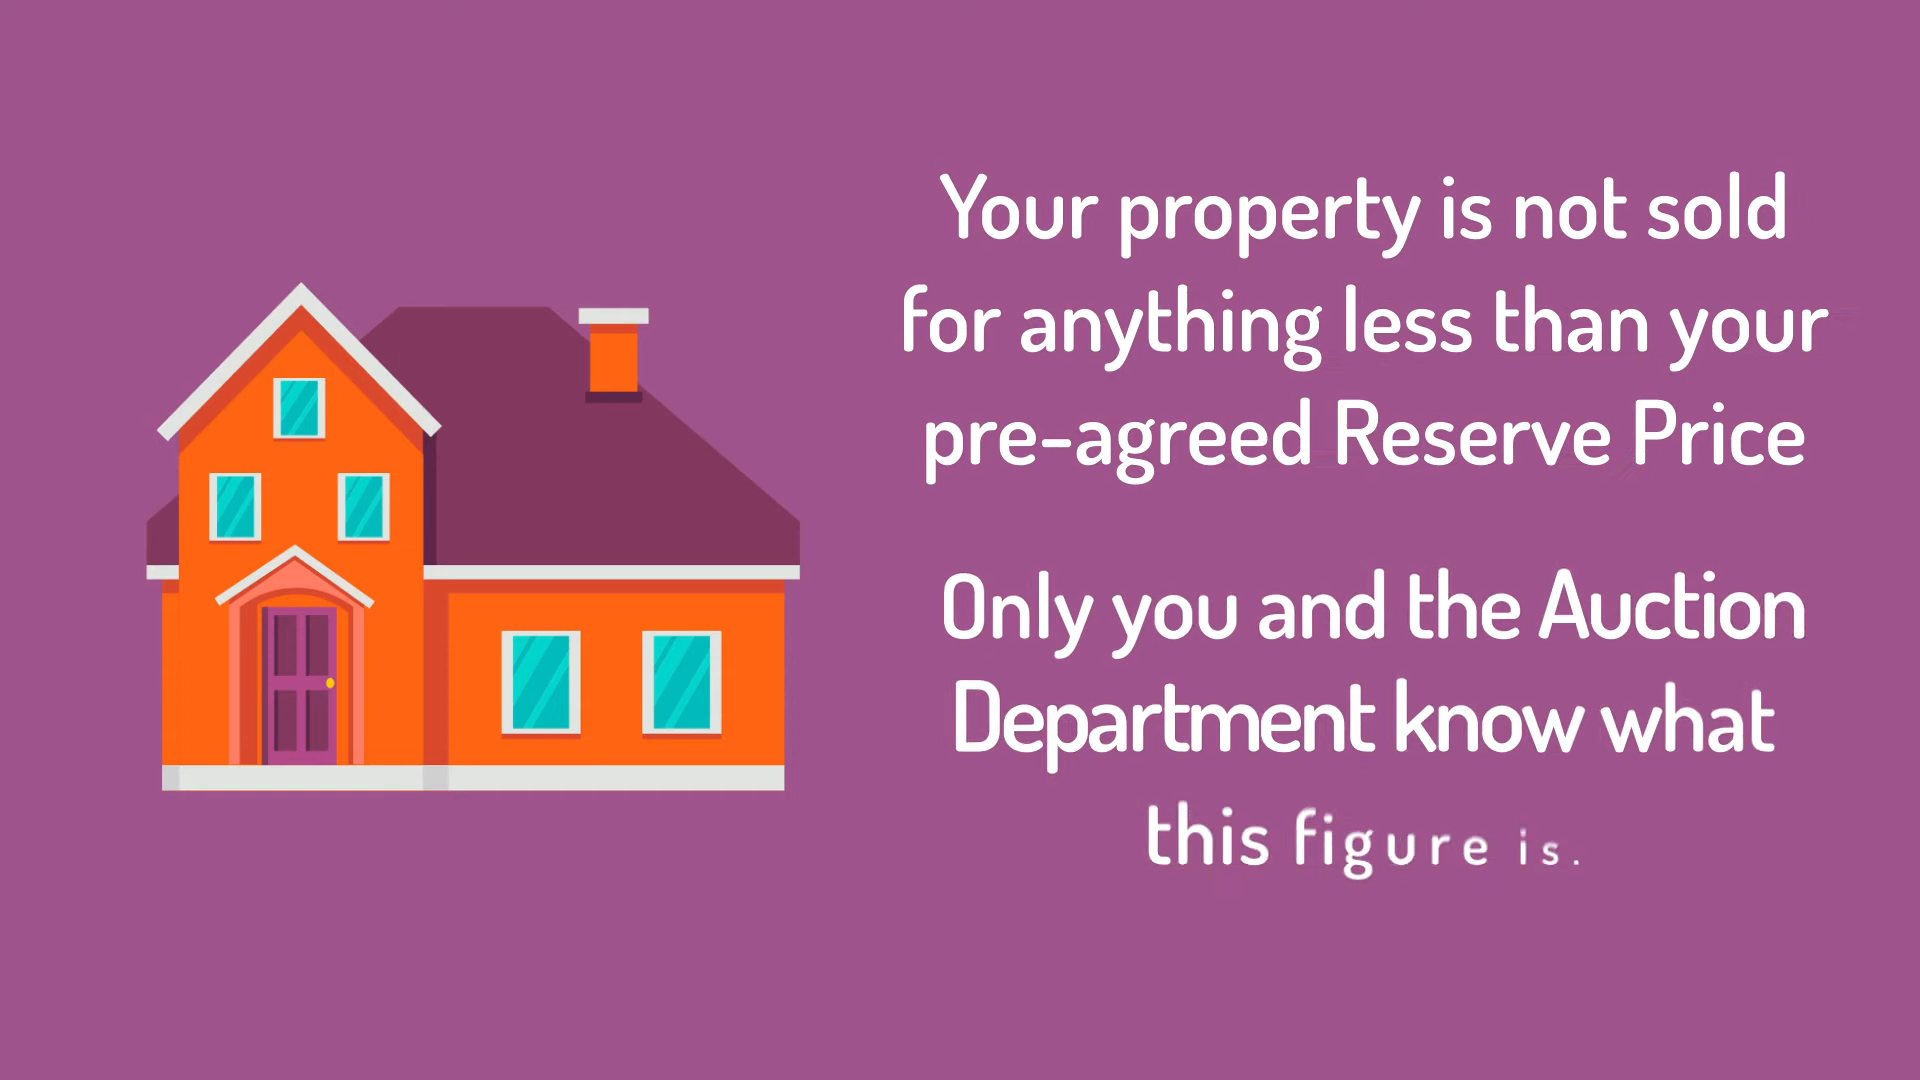 Your property is not sold
for anything less than your
pre-agreed Reserve Price
Only you and the Auction
Department know what
this figure is.